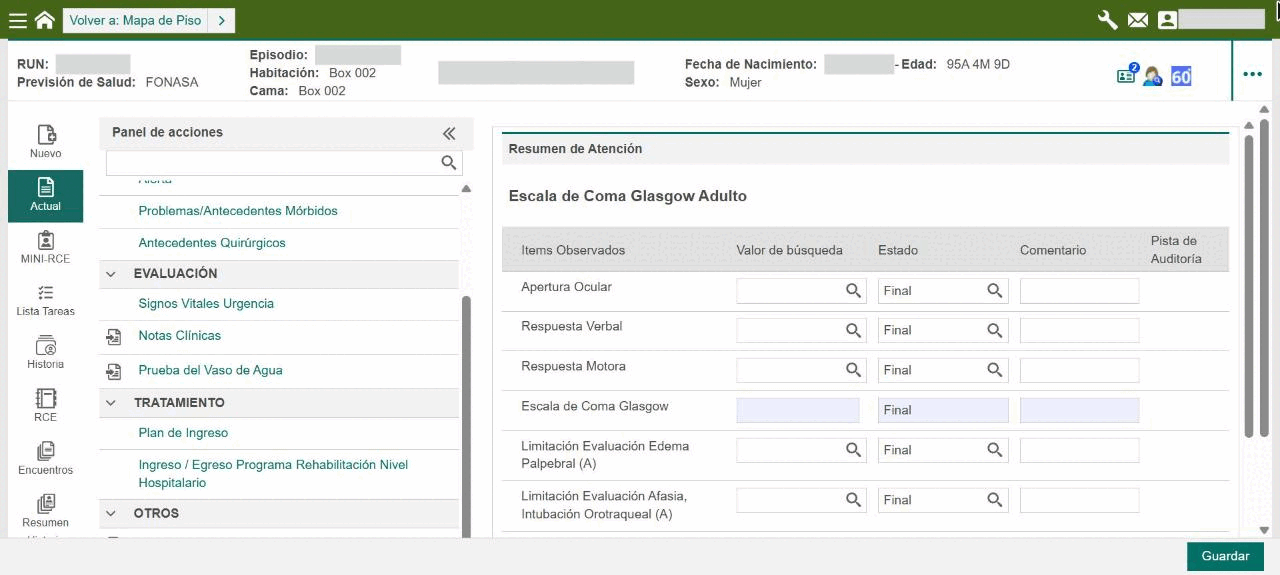 Volver a: Mapa de Piso
RUN:
Previsión de Salud: FONASA
Episodio:
Habitación: Box 002
Cama: Box 002
Fecha de Nacimiento: - Edad: 95A 4M 9D
Sexo: Mujer
2
60
Nuevo
Actual
MINI-RCE
Lista Tareas
Historia
RCE
Encuentros
Resumen
Panel de acciones
Alerta
Problemas/Antecedentes Mórbidos
Antecedentes Quirúrgicos
EVALUACIÓN
Signos Vitales Urgencia
Notas Clínicas
Prueba del Vaso de Agua
TRATAMIENTO
Plan de Ingreso
Ingreso / Egreso Programa Rehabilitación Nivel
Hospitalario
OTROS
Resumen de Atención
Escala de Coma Glasgow Adulto
Items Observados Valor de búsqueda Estado Comentario Pista de
Auditoría
Apertura Ocular Final
Respuesta Verbal Final
Respuesta Motora Final
Escala de Coma Glasgow Final
Limitación Evaluación Edema
Palpebral (A) Final
Limitación Evaluación Afasia,
Intubación Orotraqueal (A) Final
Guardar